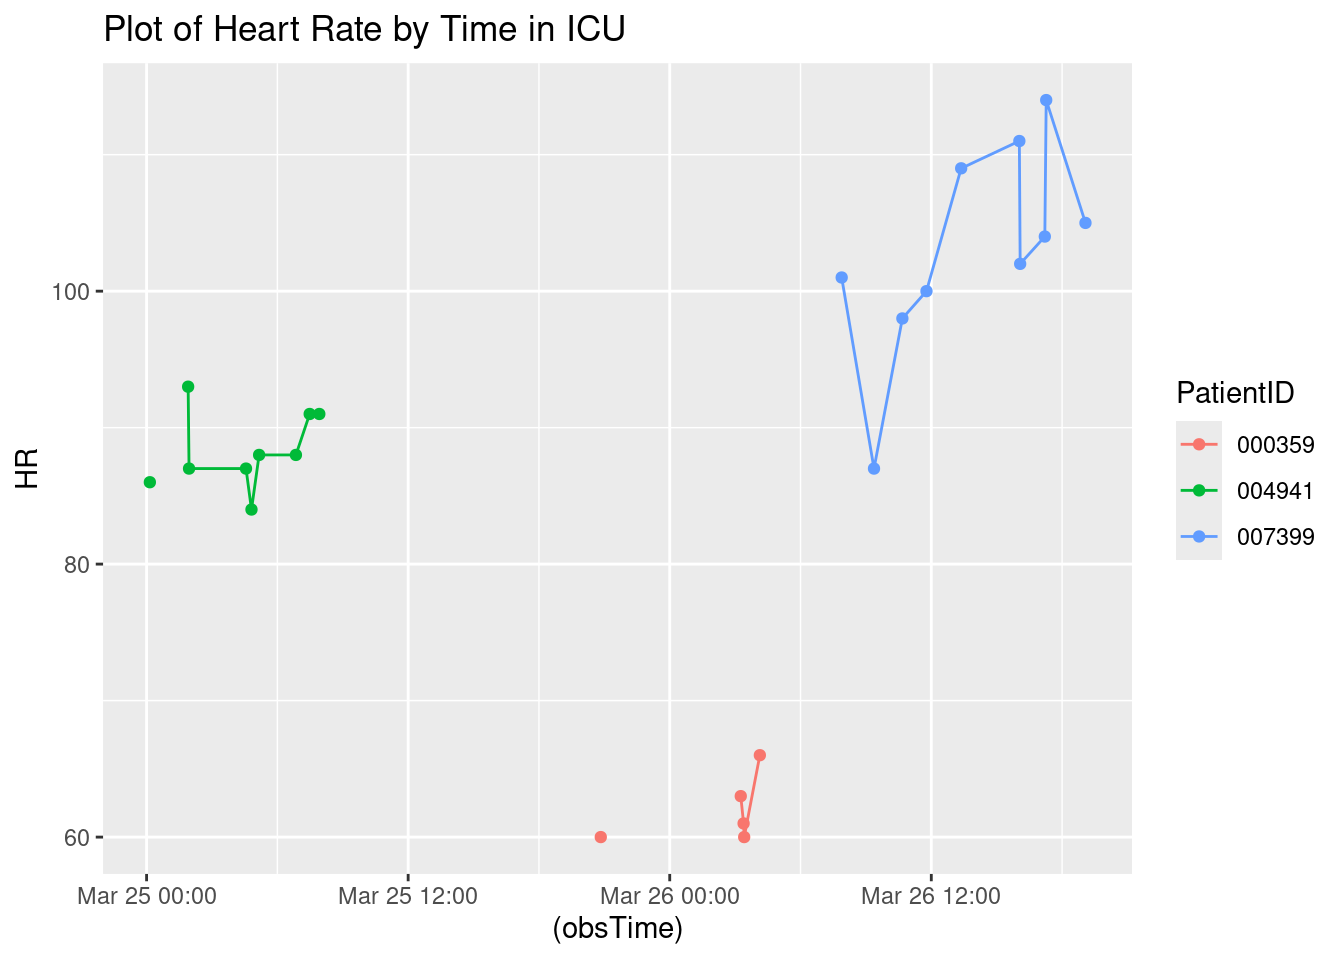 Plot of Heart Rate by Time in ICU
HR
100
80
60
Mar 25 00:00
Mar 25 12:00
Mar 26 00:00
Mar 26 12:00
(obsTime)
PatientID
000359
004941
007399